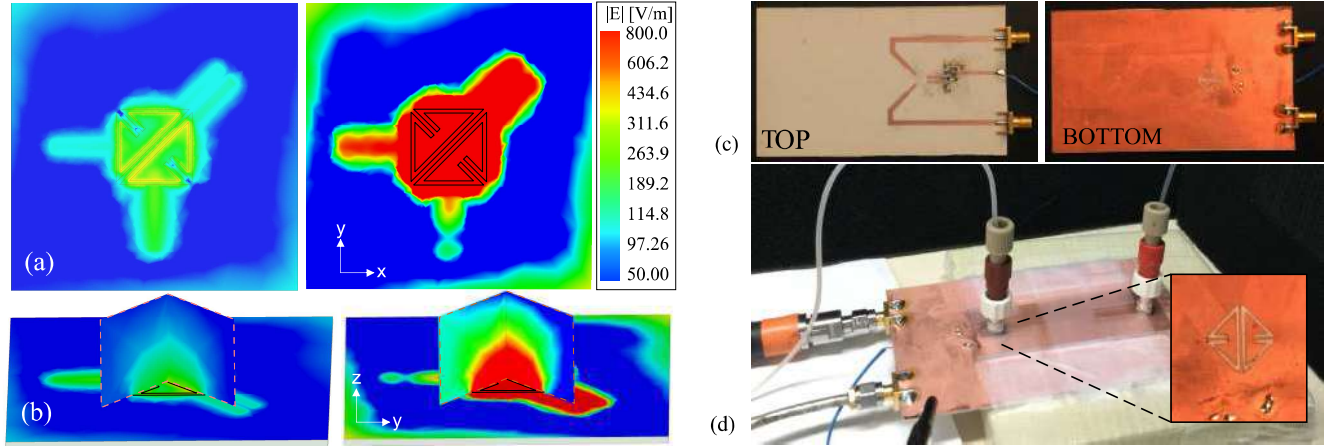 (a)
y
x
|E| [V/m]
800.0
606.2
434.6
311.6
263.9
189.2
114.8
97.26
50.00
(b)
z
y
(c)
TOP
BOTTOM
(d)